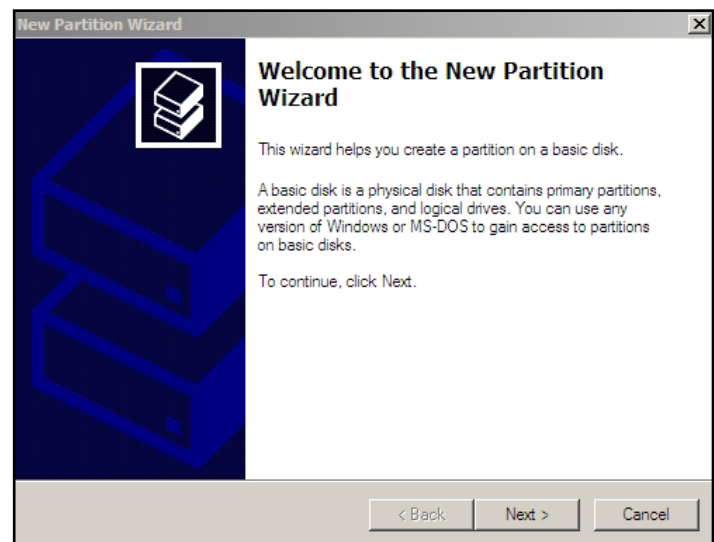 New Partition Wizard
Welcome to the New Partition
Wizard
This wizard helps you create a partition on a basic disk.
A basic disk is a physical disk that contains primary partitions,
extended partitions, and logical drives. You can use any
version of Windows or MS-DOS to gain access to partitions
on basic disks.
To continue, click Next.
< Back
Next >
Cancel